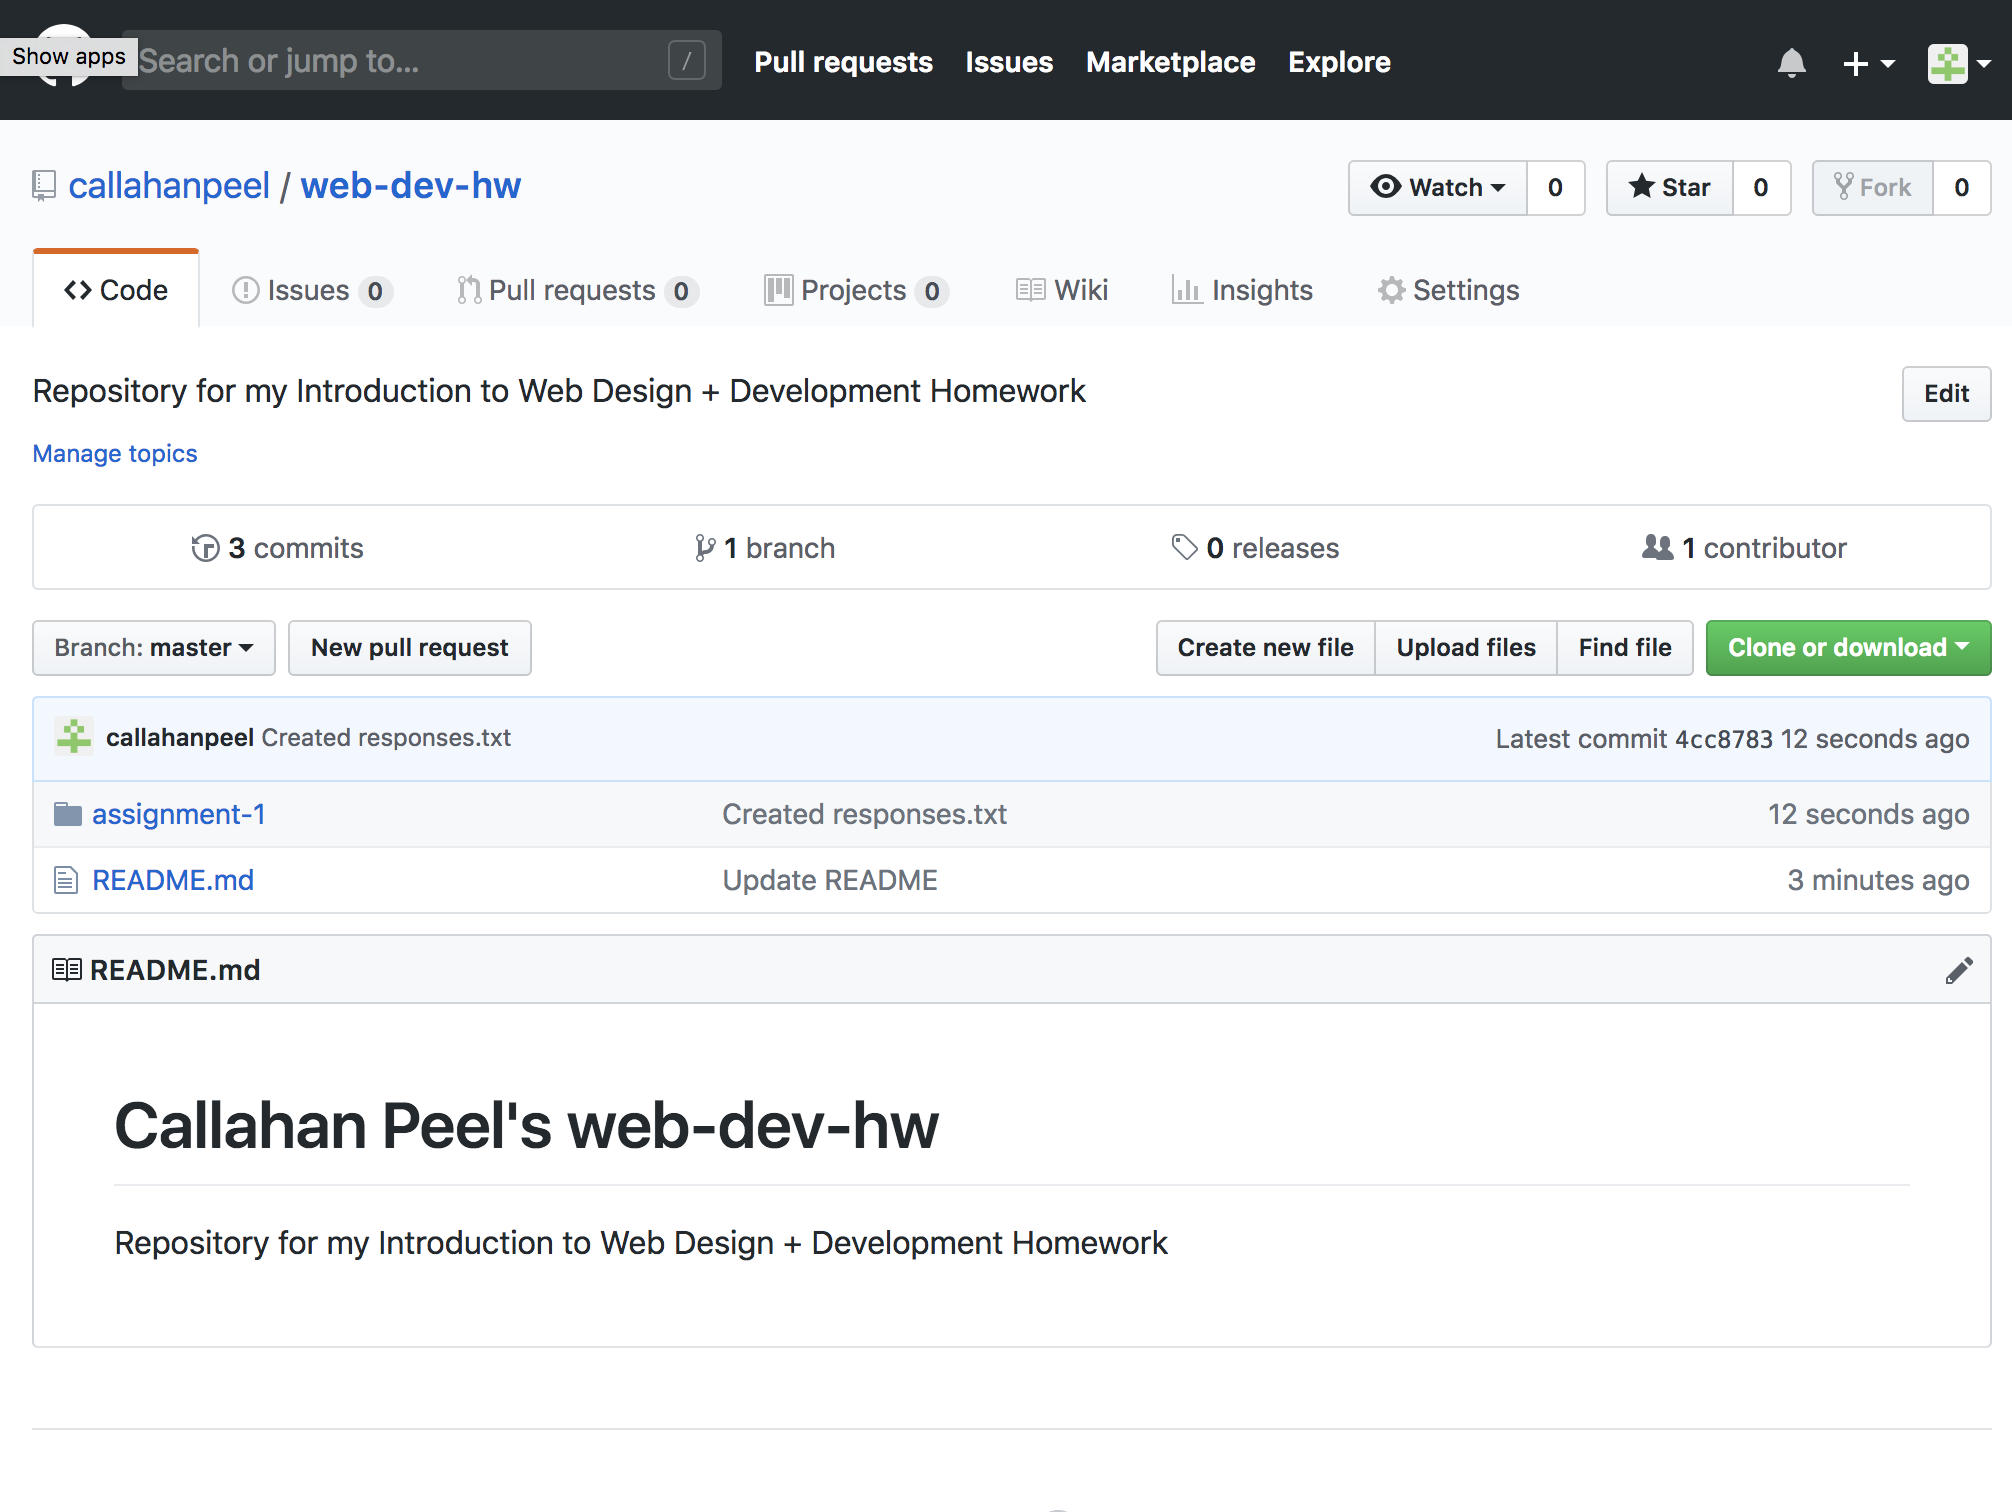 Show apps
Search or jump to...
/
Pull requests
Issues
Marketplace
Explore
callahanpeel / web-dev-hw
Watch 0
Star 0
Fork 0
Code
Issues 0
Pull requests 0
Projects 0
Wiki
Insights
Settings
Repository for my Introduction to Web Design + Development Homework
Edit
Manage topics
3 commits
1 branch
0 releases
1 contributor
Branch: master
New pull request
Create new file
Upload files
Find file
Clone or download
callahanpeel Created responses.txt
Latest commit 4cc8783 12 seconds ago
assignment-1
Created responses.txt
12 seconds ago
README.md
Update README
3 minutes ago
README.md
Callahan Peel's web-dev-hw
Repository for my Introduction to Web Design + Development Homework